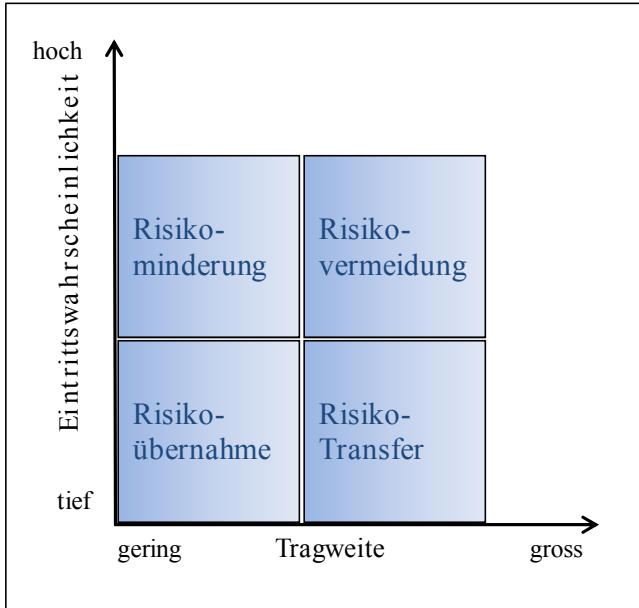 hoch
Eintrittswahrscheinlichkeit
Risiko-
minderung
Risiko-
vermeidung
Risiko-
übernahme
Risiko-
Transfer
tief
gering
Tragweite
gross